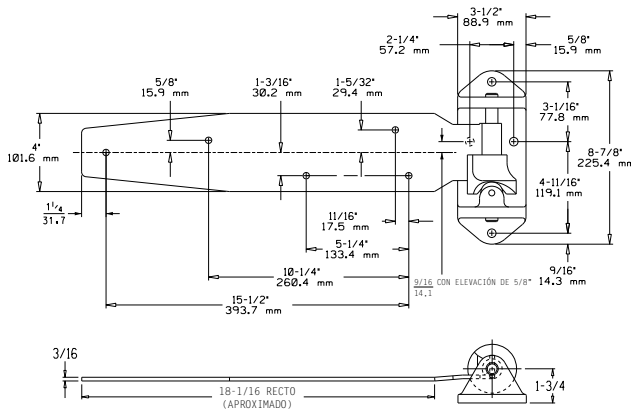 3-1/2"
88.9 mm
2-1/4"
57.2 mm
5/8"
15.9 mm
5/8"
15.9 mm
1-3/16"
30.2 mm
1-5/32"
29.4 mm
3-1/16"
77.8 mm
4"
101.6 mm
8-7/8"
225.4 mm
4-11/16"
119.1 mm
1 1/4
31.7
11/16"
17.5 mm
5-1/4"
133.4 mm
10-1/4"
260.4 mm
9/16 CON ELEVACIÓN DE 5/8"
14,1
9/16"
14.3 mm
15-1/2"
393.7 mm
3/16
18-1/16 RECTO
(APROXIMADO)
1-3/4